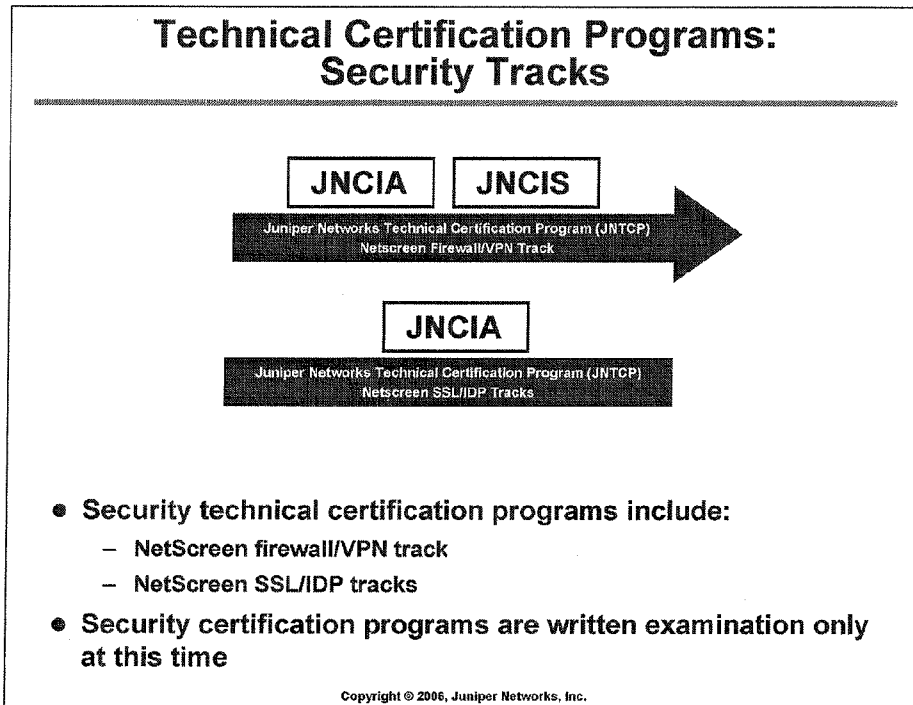 Technical Certification Programs:
Security Tracks
JNCIA JNCIS
Juniper Networks Technical Certification Program (JNTCP)
Netscreen Firewall/VPN Track
JNCIA
Juniper Networks Technical Certification Program (JNTCP)
Netscreen SSL/IDP Tracks
● Security technical certification programs include:
– NetScreen firewall/VPN track
– NetScreen SSL/IDP tracks
● Security certification programs are written examination only
at this time
Copyright © 2006, Juniper Networks, Inc.